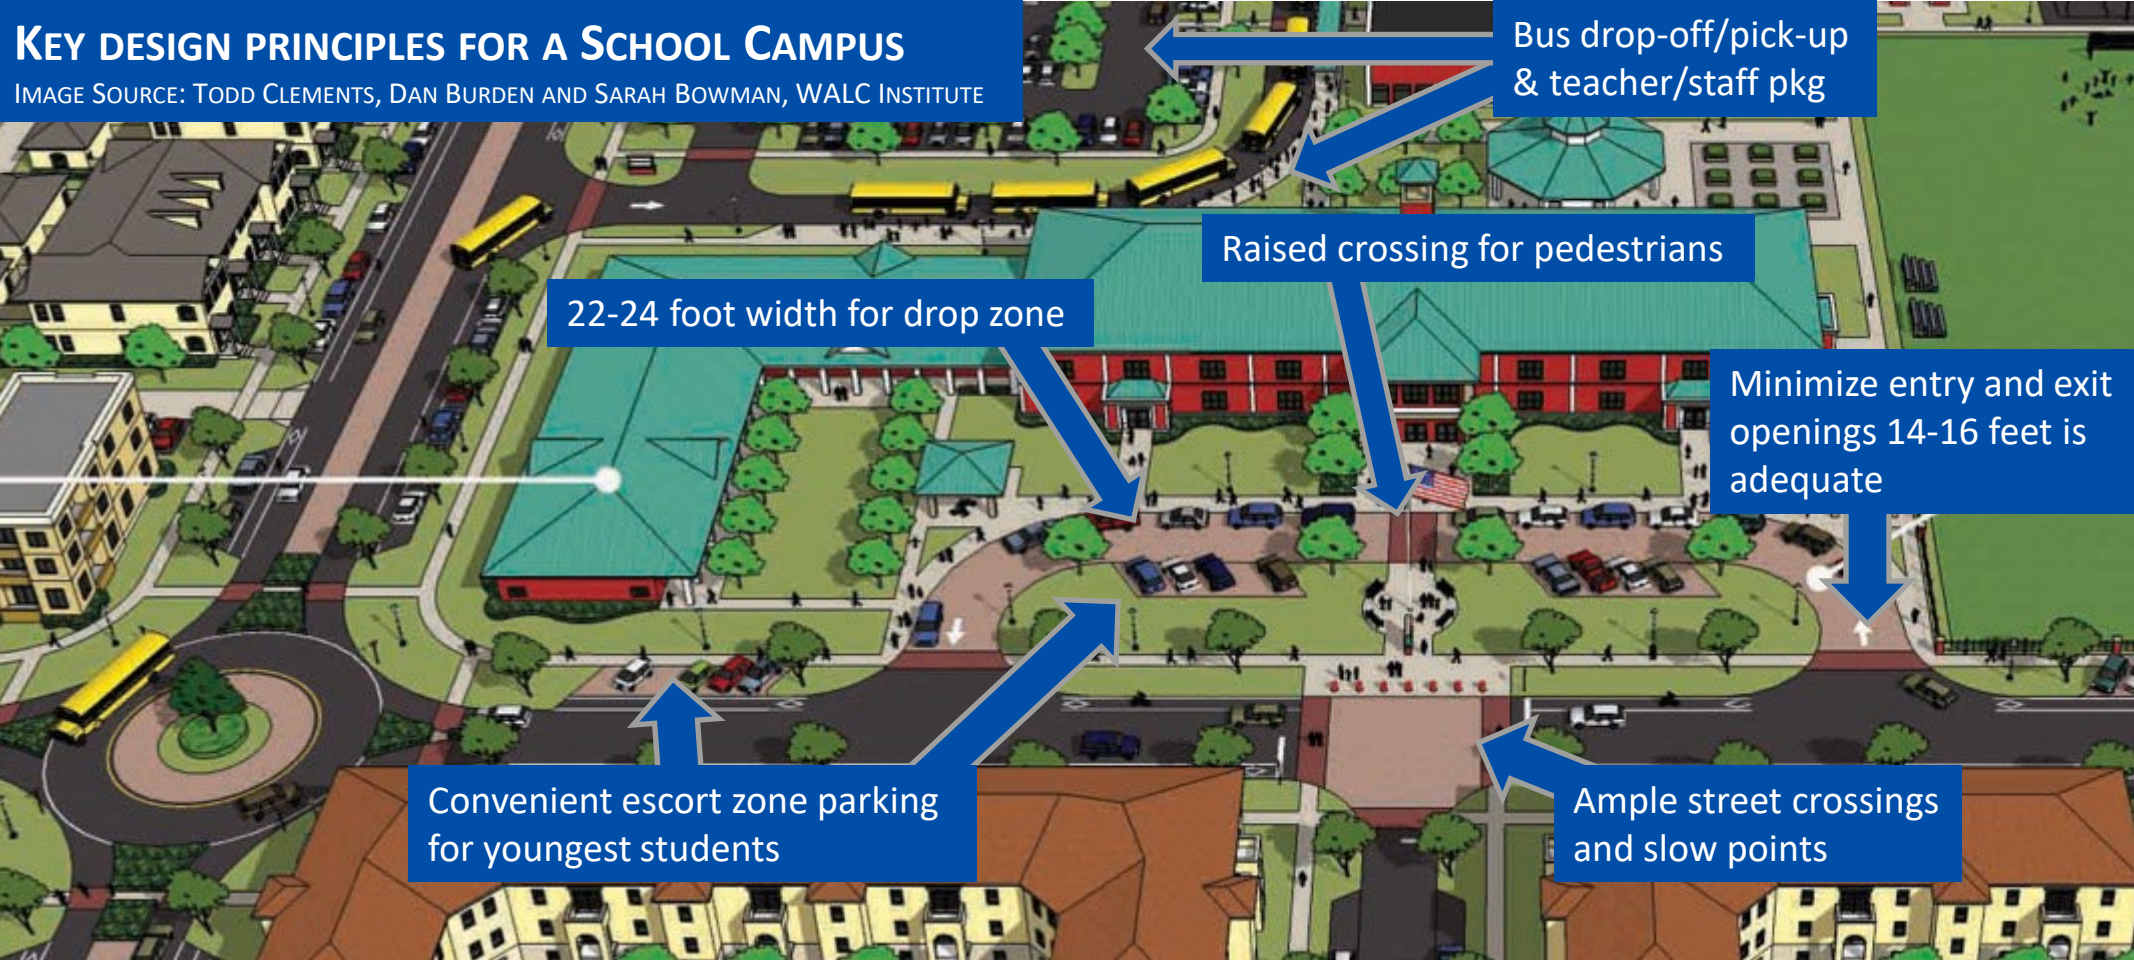 KEY DESIGN PRINCIPLES FOR A SCHOOL CAMPUS
IMAGE SOURCE: TODD CLEMENTS, DAN BURDEN AND SARAH BOWMAN, WALC INSTITUTE
Bus drop-off/pick-up
& teacher/staff pkg
Raised crossing for pedestrians
22-24 foot width for drop zone
Minimize entry and exit
openings 14-16 feet is
adequate
Convenient escort zone parking
for youngest students
Ample street crossings
and slow points